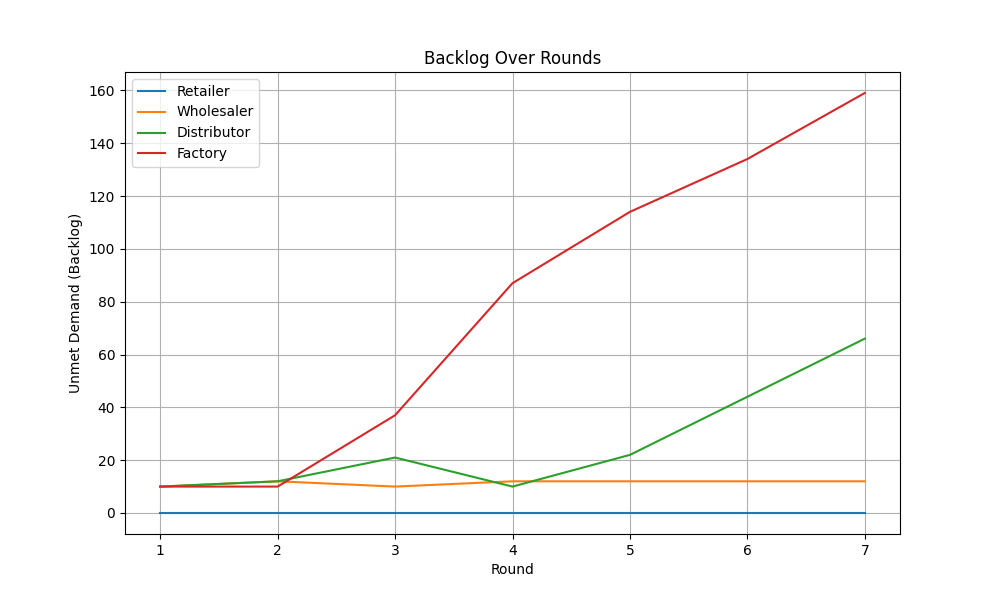 Backlog Over Rounds
Retailer
Wholesaler
Distributor
Factory
Unmet Demand (Backlog)
160
140
120
100
80
60
40
20
0
1 2 3 4 5 6 7
Round